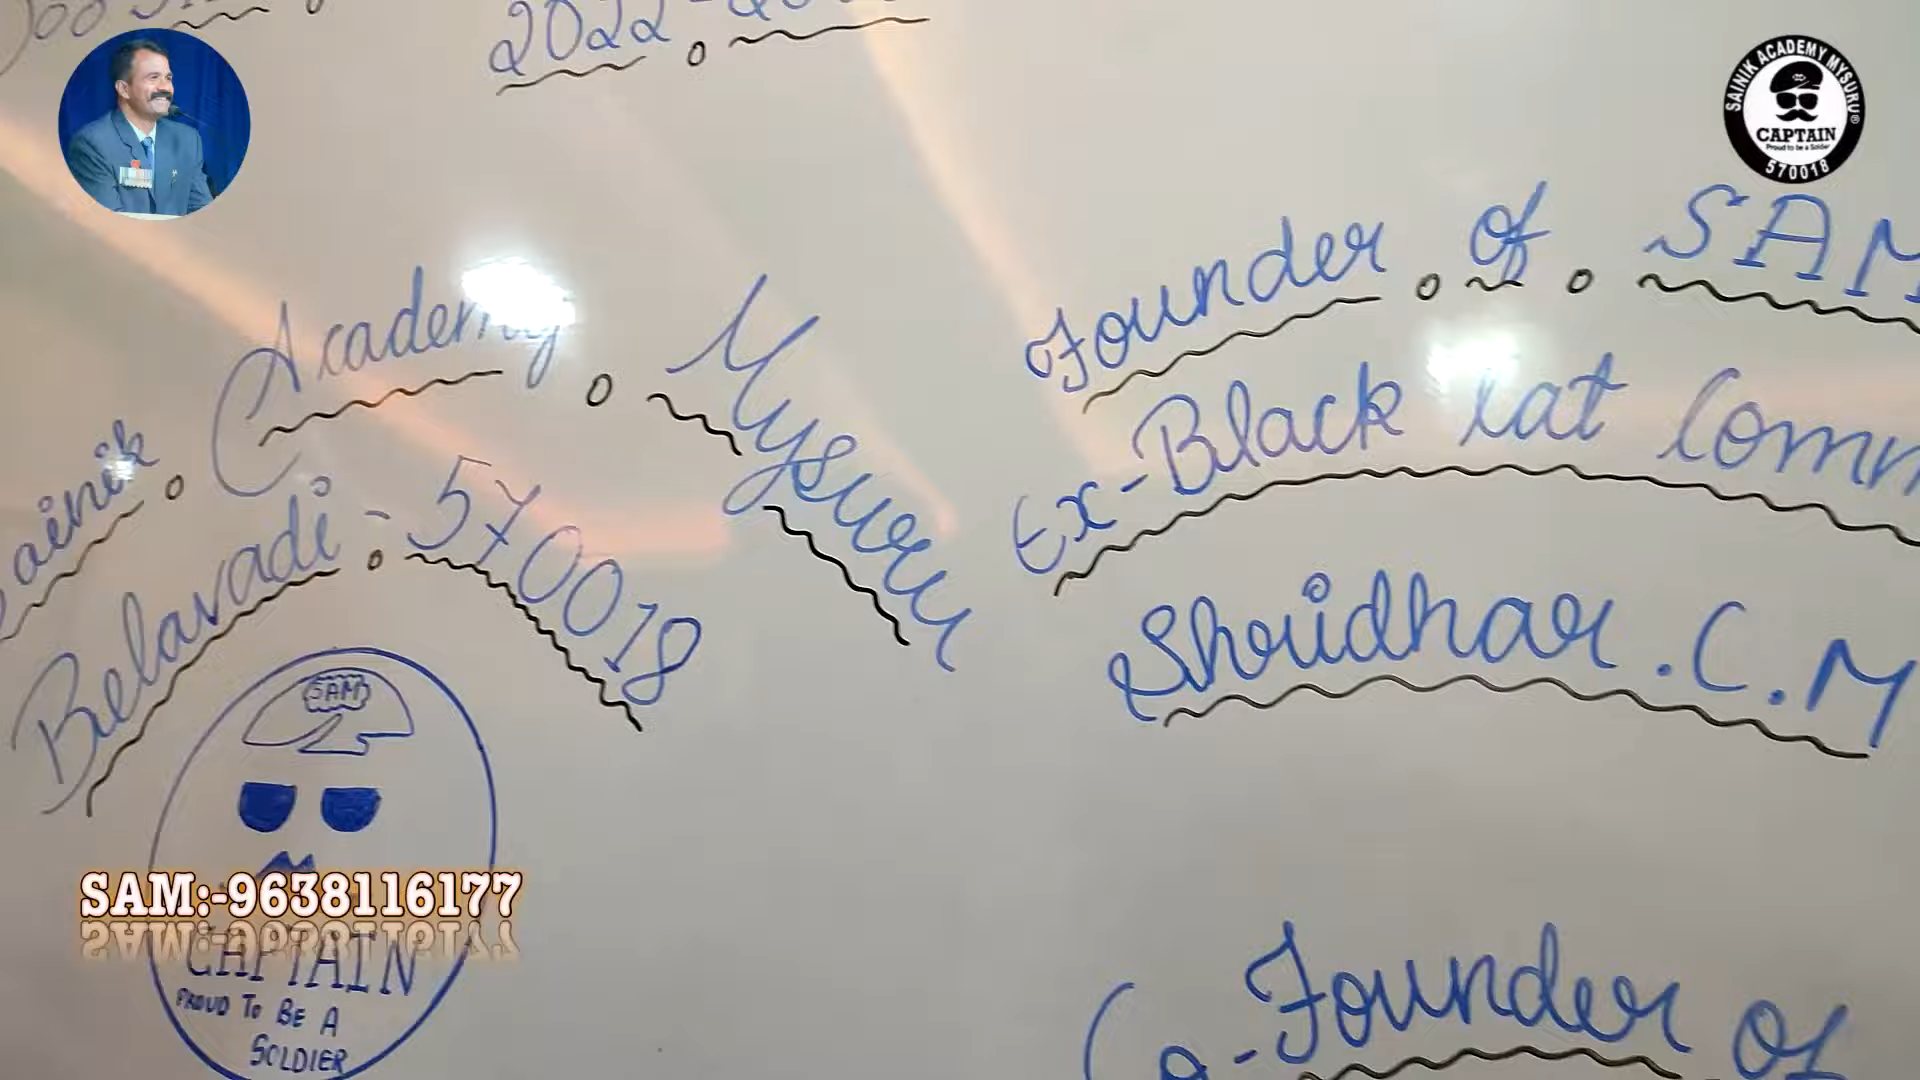 2022-
SAINIK ACADEMY MYSURU®
CAPTAIN
Proud to be a Soldier
570018
Sainik Academy Mysuru
Belavadi - 570018
SAM
CAPTAIN
PROUD TO BE A
SOLDIER
Founder of SAM
Ex-Black Cat
Shridhar.C.M
Co-Founder of
SAM:-9638116177